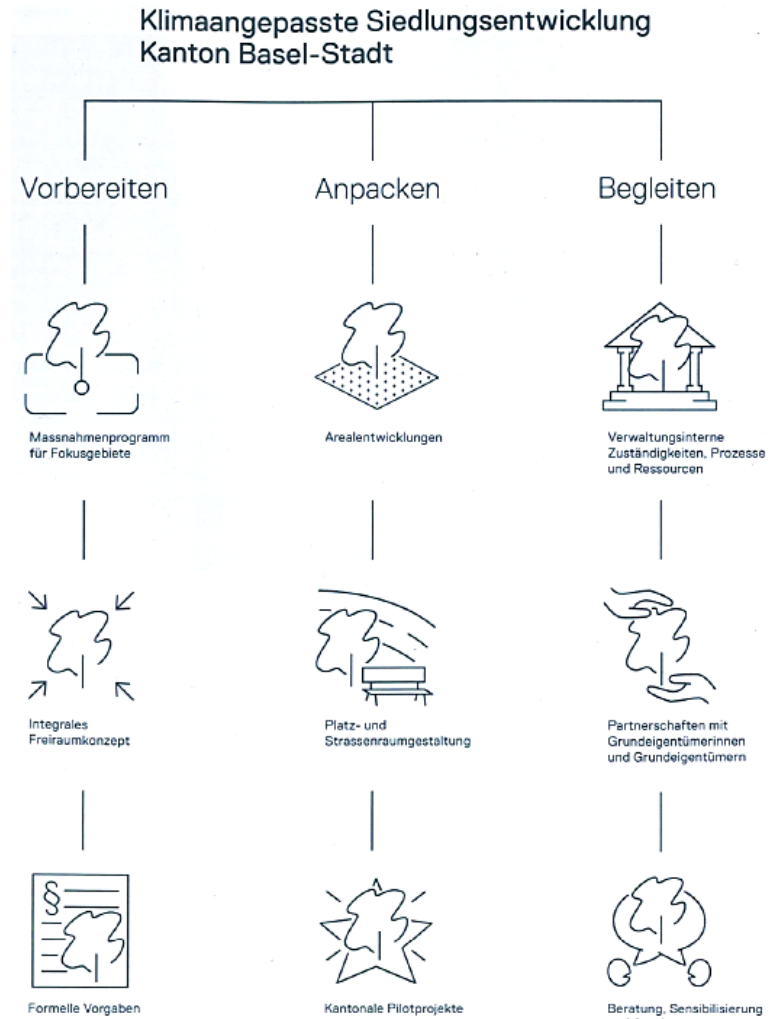 Klimaangepasste Siedlungsentwicklung
Kanton Basel-Stadt
Vorbereiten
Anpacken
Begleiten
Massnahmenprogramm
für Fokusgebiete
Arealentwicklungen
Verwaltungsinterne
Zuständigkeiten, Prozesse
und Ressourcen
Integrales
Freiraumkonzept
Platz- und
Strassenraumgestaltung
Partnerschaften mit
Grundeigentümerinnen
und Grundeigentümern
§
§
Formelle Vorgaben
Kantonale Pilotprojekte
Beratung, Sensibilisierung